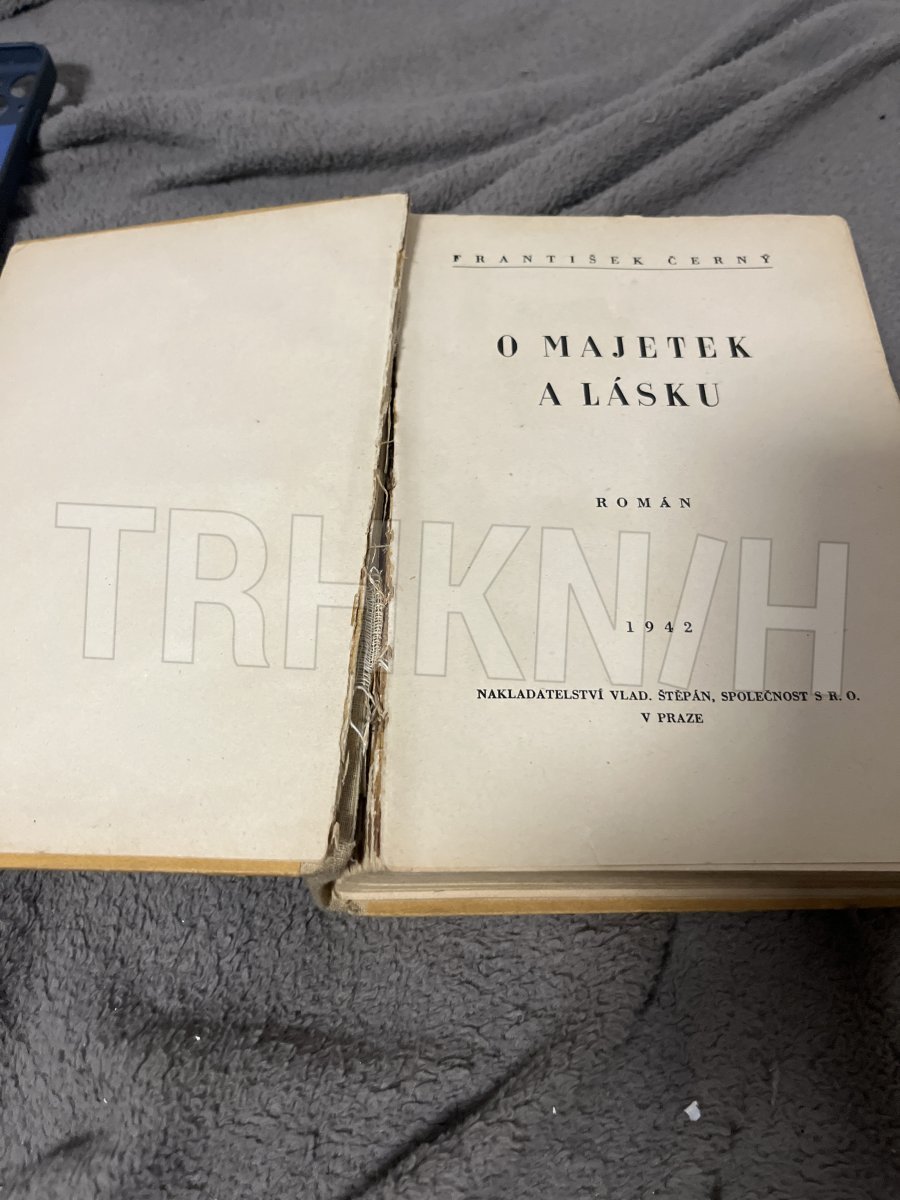 FRANTIŠEK ČERNÝ
O MAJETEK
A LÁSKU
ROMÁN
TRHKNIH
1942
NAKLADATELSTVÍ VLAD. ŠTĚPÁN, SPOLEČNOST S R. O.
V PRAZE